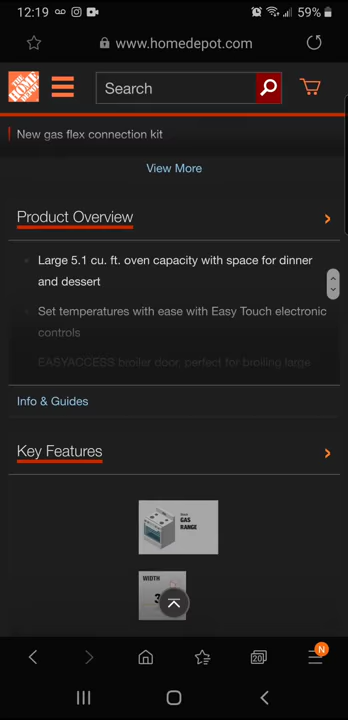 12:19
59%
www.homedepot.com
THE HOME DEPOT
Search
New gas flex connection kit
View More
Product Overview
Large 5.1 cu. ft. oven capacity with space for dinner
and dessert
Set temperatures with ease with Easy Touch electronic
controls
EASYACCESS broiler door, perfect for broiling large
Info & Guides
Key Features
GAS
RANGE
WIDTH
3
20
N